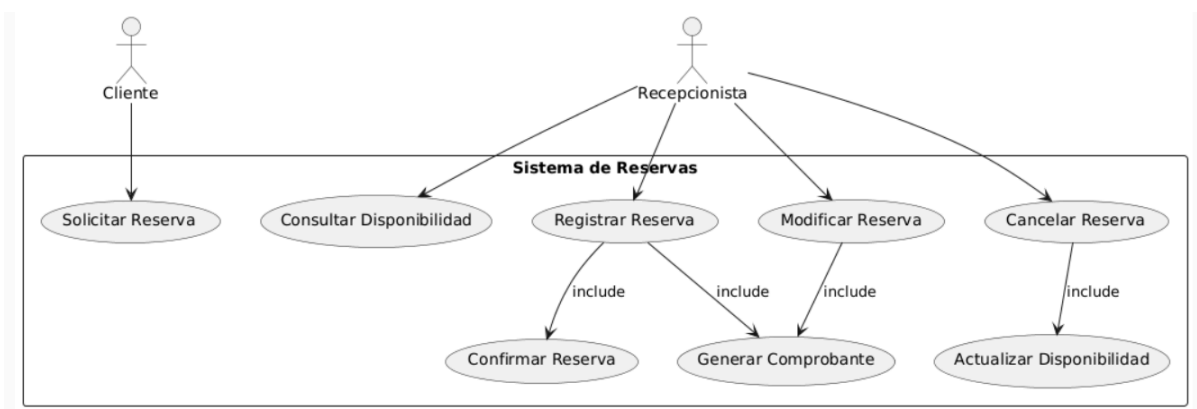 Cliente
Recepcionista
Sistema de Reservas
Solicitar Reserva
Consultar Disponibilidad
Registrar Reserva
Modificar Reserva
Cancelar Reserva
include
include
include
include
Confirmar Reserva
Generar Comprobante
Actualizar Disponibilidad